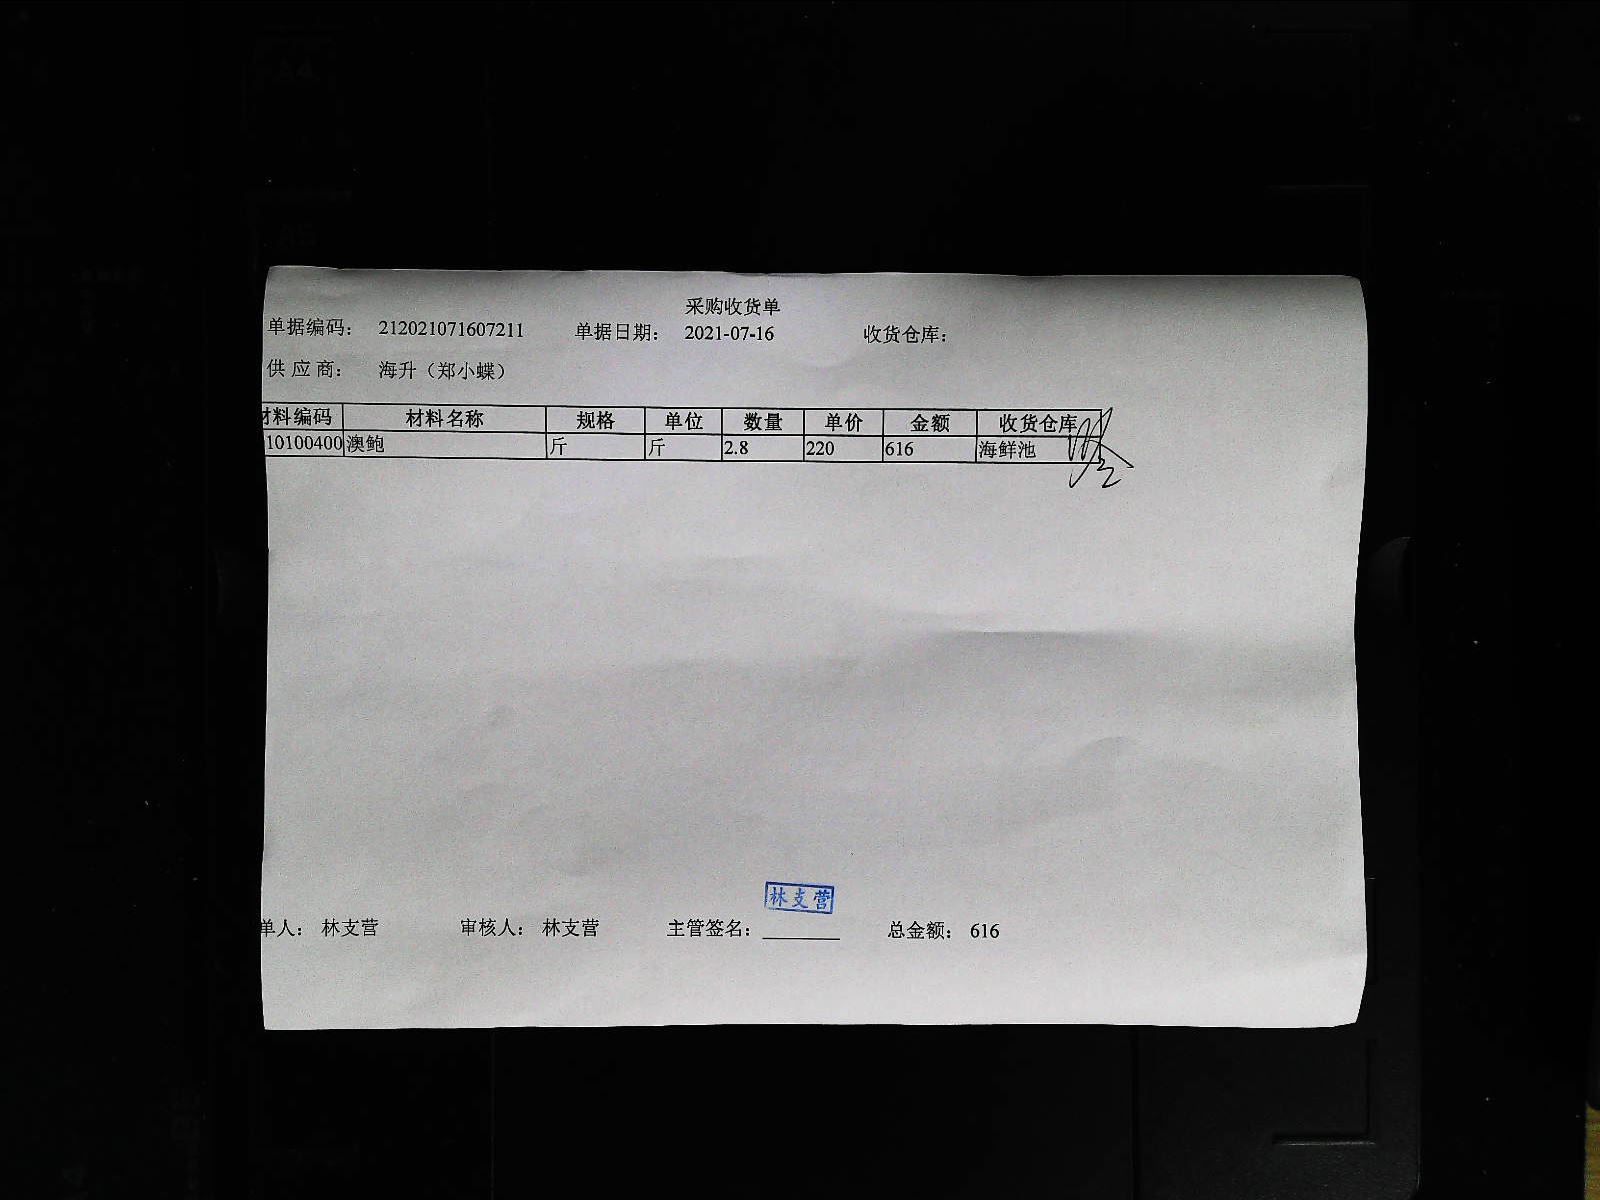 采购收货单
单据编码： 212021071607211 单据日期： 2021-07-16 收货仓库：
供应商： 海升（郑小蝶）
材料编码 材料名称 规格 单位 数量 单价 金额 收货仓库
10100400 澳鲍 斤 斤 2.8 220 616 海鲜池
林支营
单人： 林支营 审核人： 林支营 主管签名： 总金额： 616